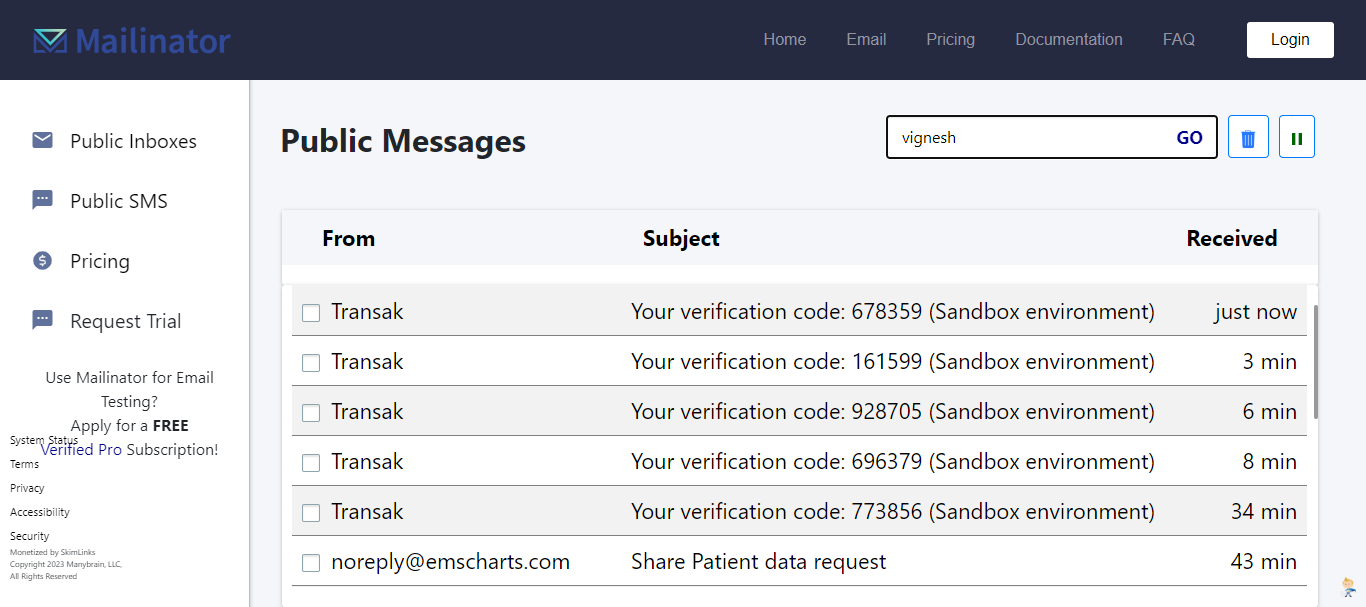 Mailinator
Home Email Pricing Documentation FAQ Login
Public Inboxes
Public SMS
Pricing
Request Trial
Use Mailinator for Email
Testing?
Apply for a FREE
Verified Pro Subscription!
System Status
Terms
Privacy
Accessibility
Security
Monetized by SkimLinks
Copyright 2023 Manybrain, LLC,
All Rights Reserved
Public Messages
vignesh GO
From Subject Received
Transak Your verification code: 678359 (Sandbox environment) just now
Transak Your verification code: 161599 (Sandbox environment) 3 min
Transak Your verification code: 928705 (Sandbox environment) 6 min
Transak Your verification code: 696379 (Sandbox environment) 8 min
Transak Your verification code: 773856 (Sandbox environment) 34 min
noreply@emscharts.com Share Patient data request 43 min